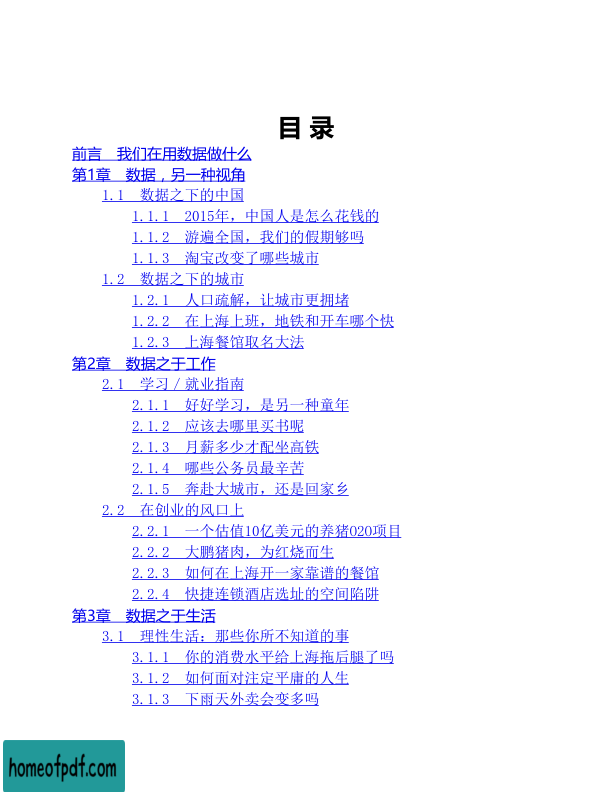 目 录
前言　我们在用数据做什么
第1章　数据，另一种视角
1.1　数据之下的中国
1.1.1　2015年，中国人是怎么花钱的
1.1.2　游遍全国，我们的假期够吗
1.1.3　淘宝改变了哪些城市
1.2　数据之下的城市
1.2.1　人口疏解，让城市更拥堵
1.2.2　在上海上班，地铁和开车哪个快
1.2.3　上海餐馆取名大法
第2章　数据之于工作
2.1　学习／就业指南
2.1.1　好好学习，是另一种童年
2.1.2　应该去哪里买书呢
2.1.3　月薪多少才配坐高铁
2.1.4　哪些公务员最辛苦
2.1.5　奔赴大城市，还是回家乡
2.2　在创业的风口上
2.2.1　一个估值10亿美元的养猪O2O项目
2.2.2　大鹏猪肉，为红烧而生
2.2.3　如何在上海开一家靠谱的餐馆
2.2.4　快捷连锁酒店选址的空间陷阱
第3章　数据之于生活
3.1　理性生活：那些你所不知道的事
3.1.1　你的消费水平给上海拖后腿了吗
3.1.2　如何面对注定平庸的人生
3.1.3　下雨天外卖会变多吗
homeofpdf.com